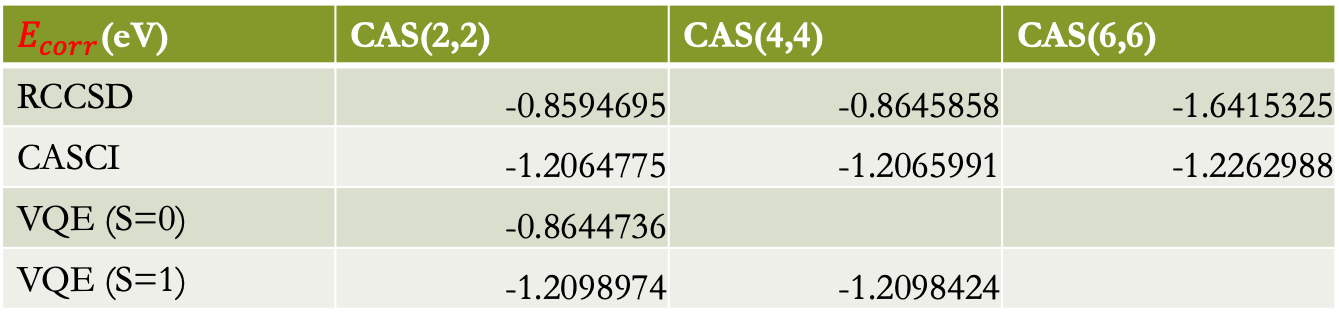 E_corr (eV) CAS(2,2) CAS(4,4) CAS(6,6)
RCCSD -0.8594695 -0.8645858 -1.6415325
CASCI -1.2064775 -1.2065991 -1.2262988
VQE (S=0) -0.8644736
VQE (S=1) -1.2098974 -1.2098424